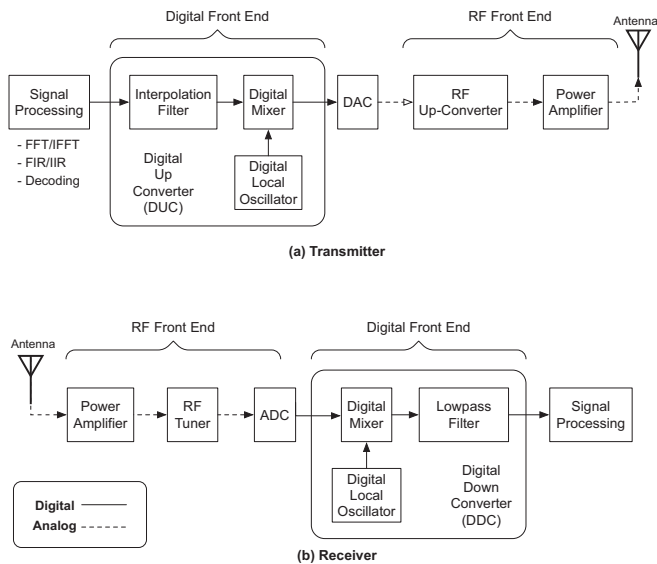 Digital Front End
RF Front End
Antenna
Signal
Processing
Interpolation
Filter
Digital
Mixer
DAC
RF
Up-Converter
Power
Amplifier
- FFT/IFFT
- FIR/IIR
- Decoding
Digital
Up
Converter
(DUC)
Digital
Local
Oscillator
(a) Transmitter
RF Front End
Digital Front End
Antenna
Power
Amplifier
RF
Tuner
ADC
Digital
Mixer
Lowpass
Filter
Signal
Processing
Digital
Local
Oscillator
Digital
Down
Converter
(DDC)
Digital
Analog
(b) Receiver